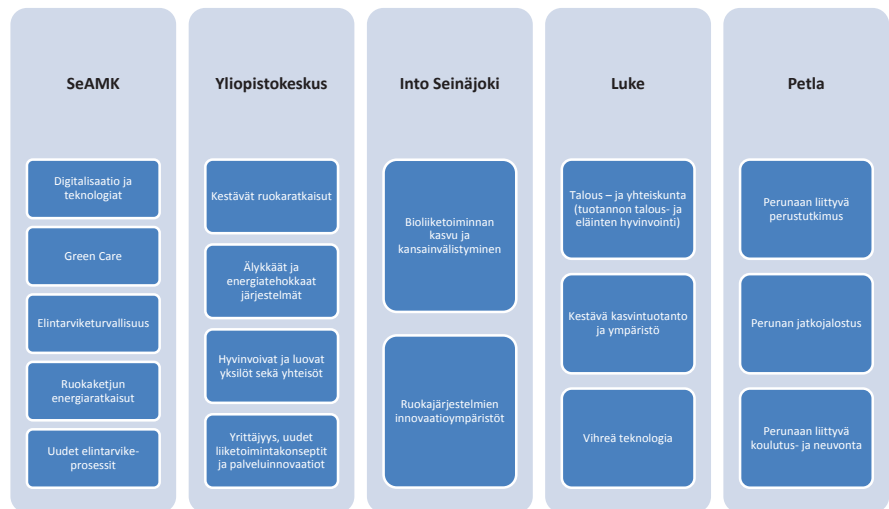 SeAMK
Digitalisaatio ja
teknologiat
Green Care
Elintarviketurvallisuus
Ruokaketjun
energiaratkaisut
Uudet elintarvike-
prosessit
Yliopistokeskus
Kestävät ruokaratkaisut
Älykkäät ja
energiatehokkaat
järjestelmät
Hyvinvoivat ja luovat
yksilöt sekä yhteisöt
Yrittäjyys, uudet
liiketoimintakonseptit
ja palveluinnovaatiot
Into Seinäjoki
Bioliiketoiminnan
kasvu ja
kansainvälistyminen
Ruokajärjestelmien
innovaatioympäristöt
Luke
Talous – ja yhteiskunta
(tuotannon talous- ja
eläinten hyvinvointi)
Kestävä kasvintuotanto
ja ympäristö
Vihreä teknologia
Petla
Perunaan liittyvä
perustutkimus
Perunan jatkojalostus
Perunaan liittyvä
koulutus- ja neuvonta